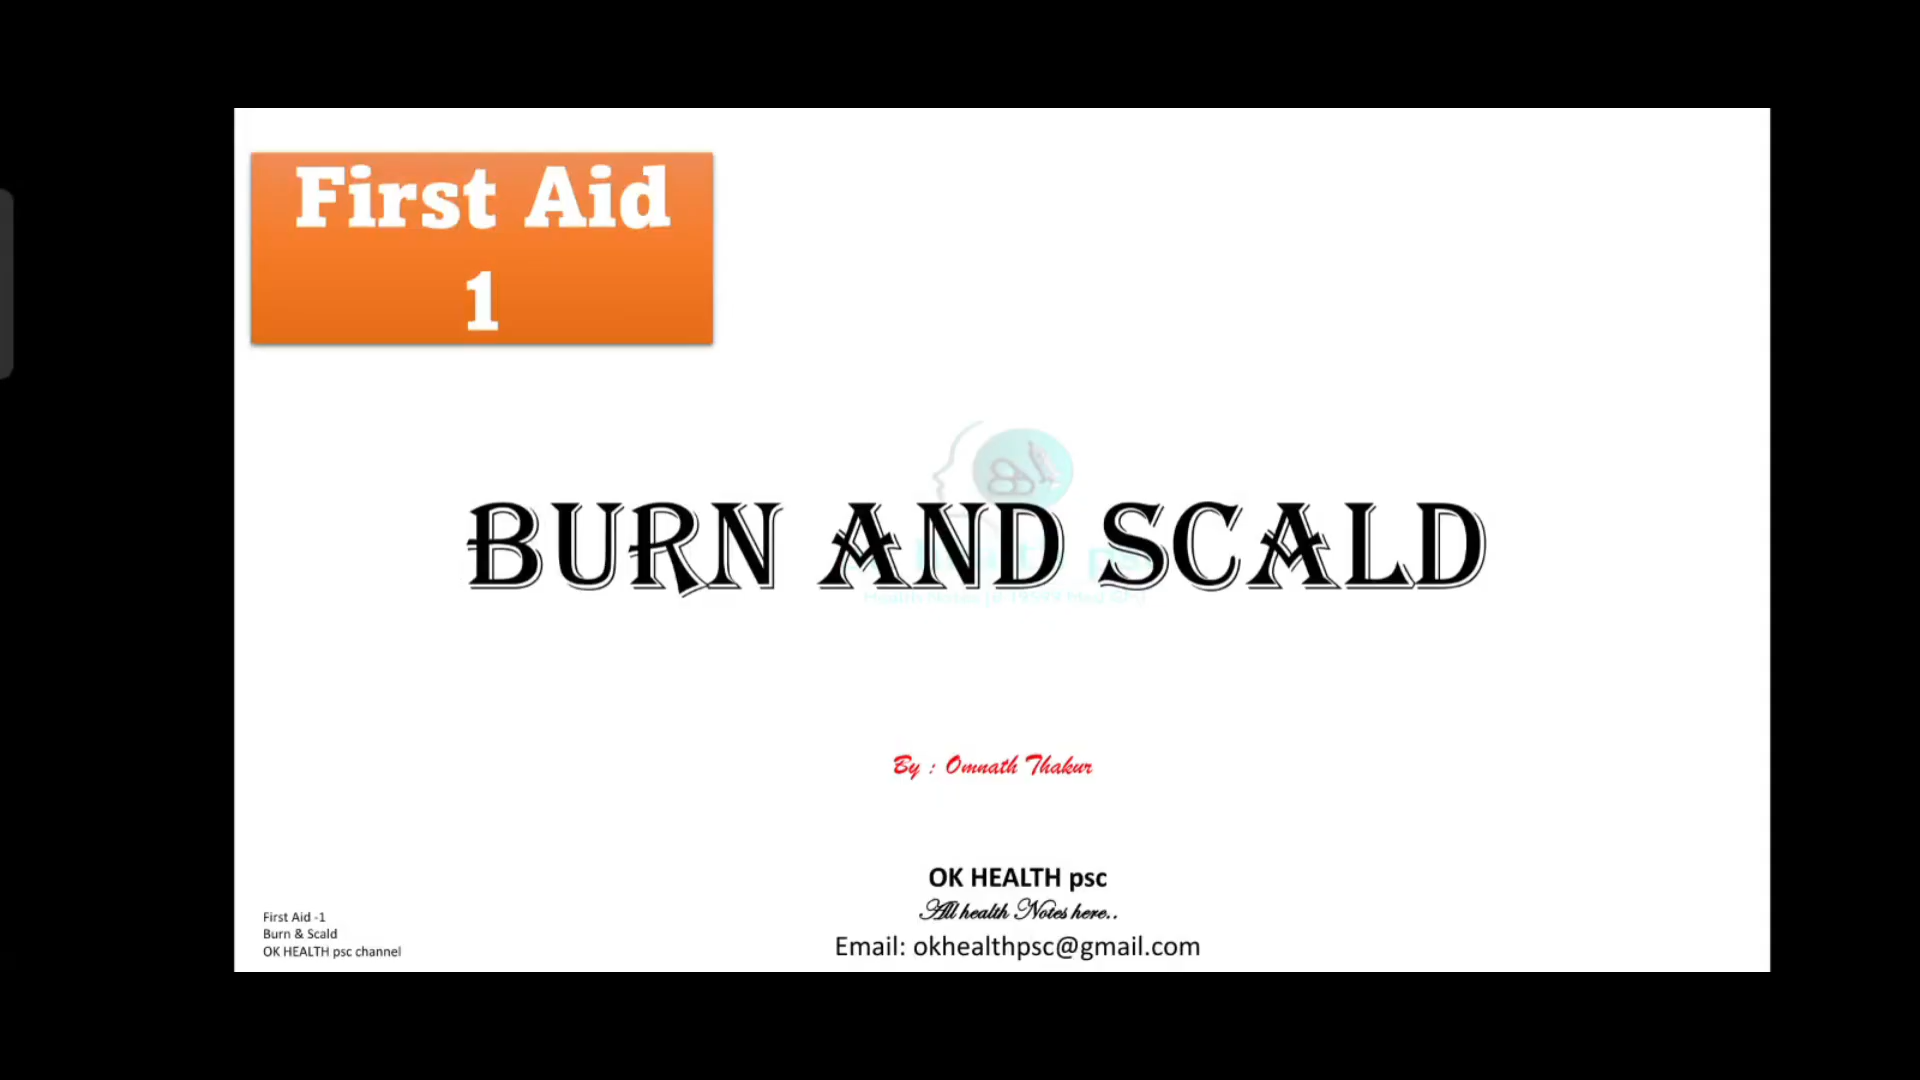 First Aid
1
BURN AND SCALD
By : Omnath Thakur
OK HEALTH psc
All health Notes here..
Email: okhealthpsc@gmail.com
First Aid -1
Burn & Scald
OK HEALTH psc channel